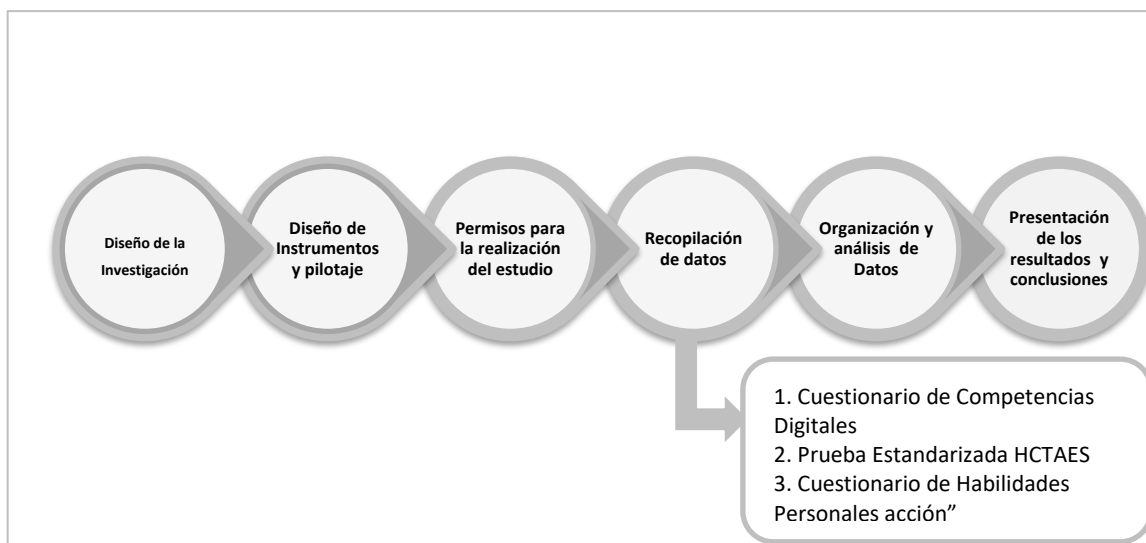 Diseño de la
Investigación
Diseño de
Instrumentos
y pilotaje
Permisos para
la realización
del estudio
Recopilación
de datos
Organización y
análisis de
Datos
Presentación
de los
resultados y
conclusiones
1. Cuestionario de Competencias
Digitales
2. Prueba Estandarizada HCTAES
3. Cuestionario de Habilidades
Personales acción”